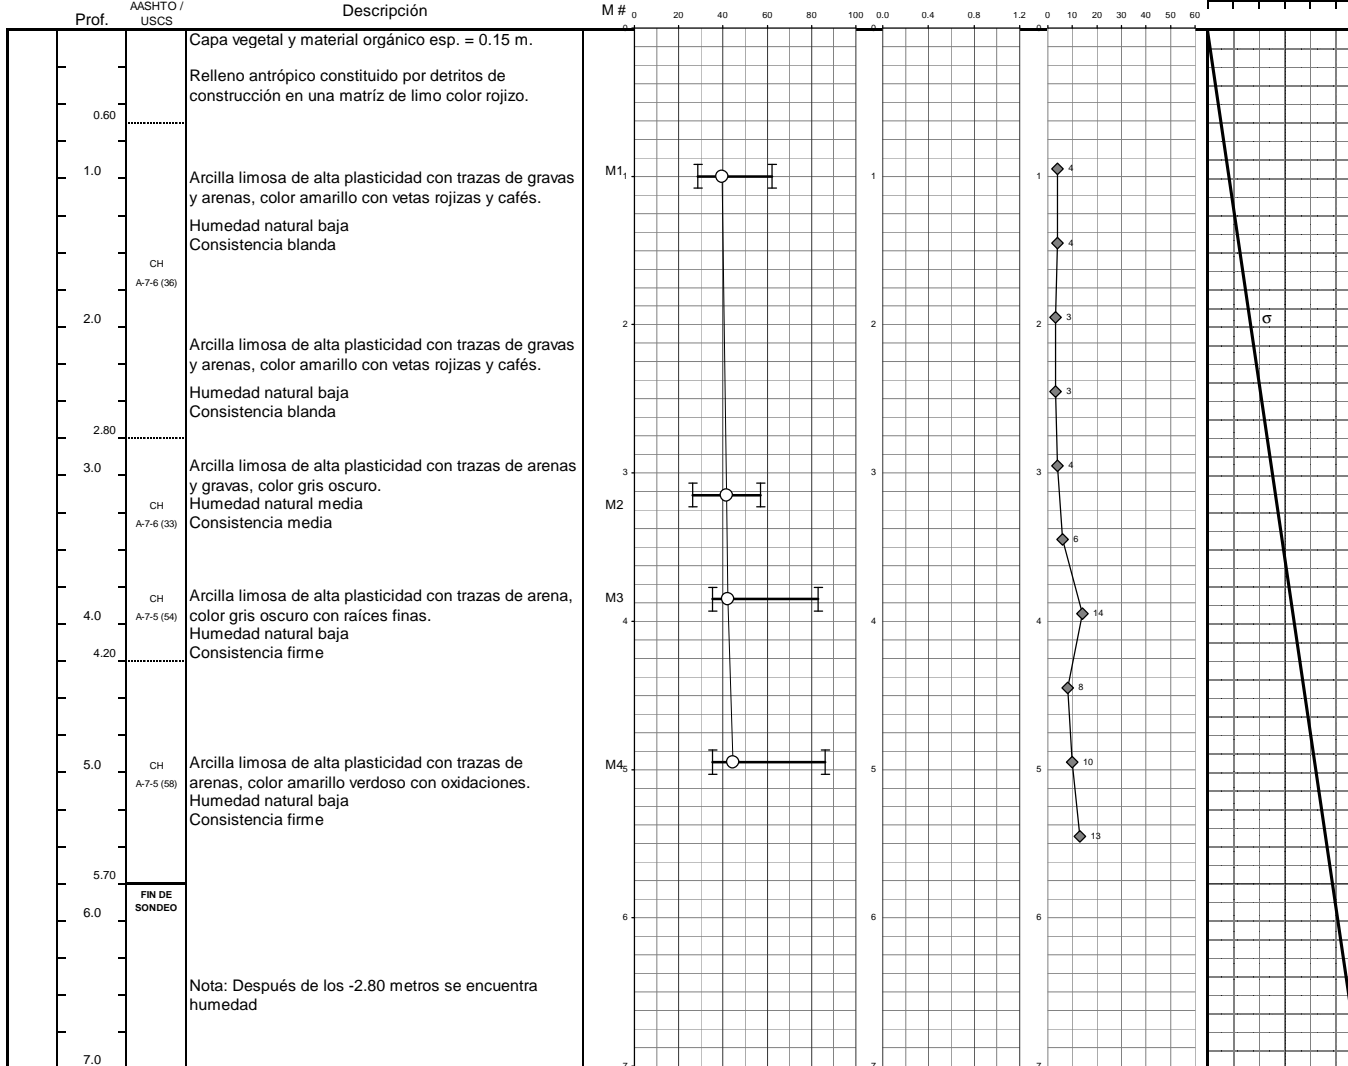 Prof.
AASHTO /
USCS
Descripción
M #
0 20 40 60 80 100
0.0 0.4 0.8 1.2
0 10 20 30 40 50 60
0
0
0
Capa vegetal y material orgánico esp. = 0.15 m.
Relleno antrópico constituido por detritos de
construcción en una matríz de limo color rojizo.
0.60
1.0
Arcilla limosa de alta plasticidad con trazas de gravas
y arenas, color amarillo con vetas rojizas y cafés.
Humedad natural baja
Consistencia blanda
CH
A-7-6 (36)
M1
1
1
1
4
4
2.0
2
2
2
3
σ
Arcilla limosa de alta plasticidad con trazas de gravas
y arenas, color amarillo con vetas rojizas y cafés.
Humedad natural baja
Consistencia blanda
3
2.80
3.0
Arcilla limosa de alta plasticidad con trazas de arenas
y gravas, color gris oscuro.
Humedad natural media
Consistencia media
CH
A-7-6 (33)
M2
3
3
3
4
6
CH
A-7-5 (54)
Arcilla limosa de alta plasticidad con trazas de arena,
color gris oscuro con raíces finas.
Humedad natural baja
Consistencia firme
M3
4.0
4
4
4
14
4.20
8
5.0
CH
A-7-5 (58)
Arcilla limosa de alta plasticidad con trazas de
arenas, color amarillo verdoso con oxidaciones.
Humedad natural baja
Consistencia firme
M4
5
5
5
10
13
5.70
FIN DE
SONDEO
6.0
6
6
6
Nota: Después de los -2.80 metros se encuentra
humedad
7.0
7
7
7